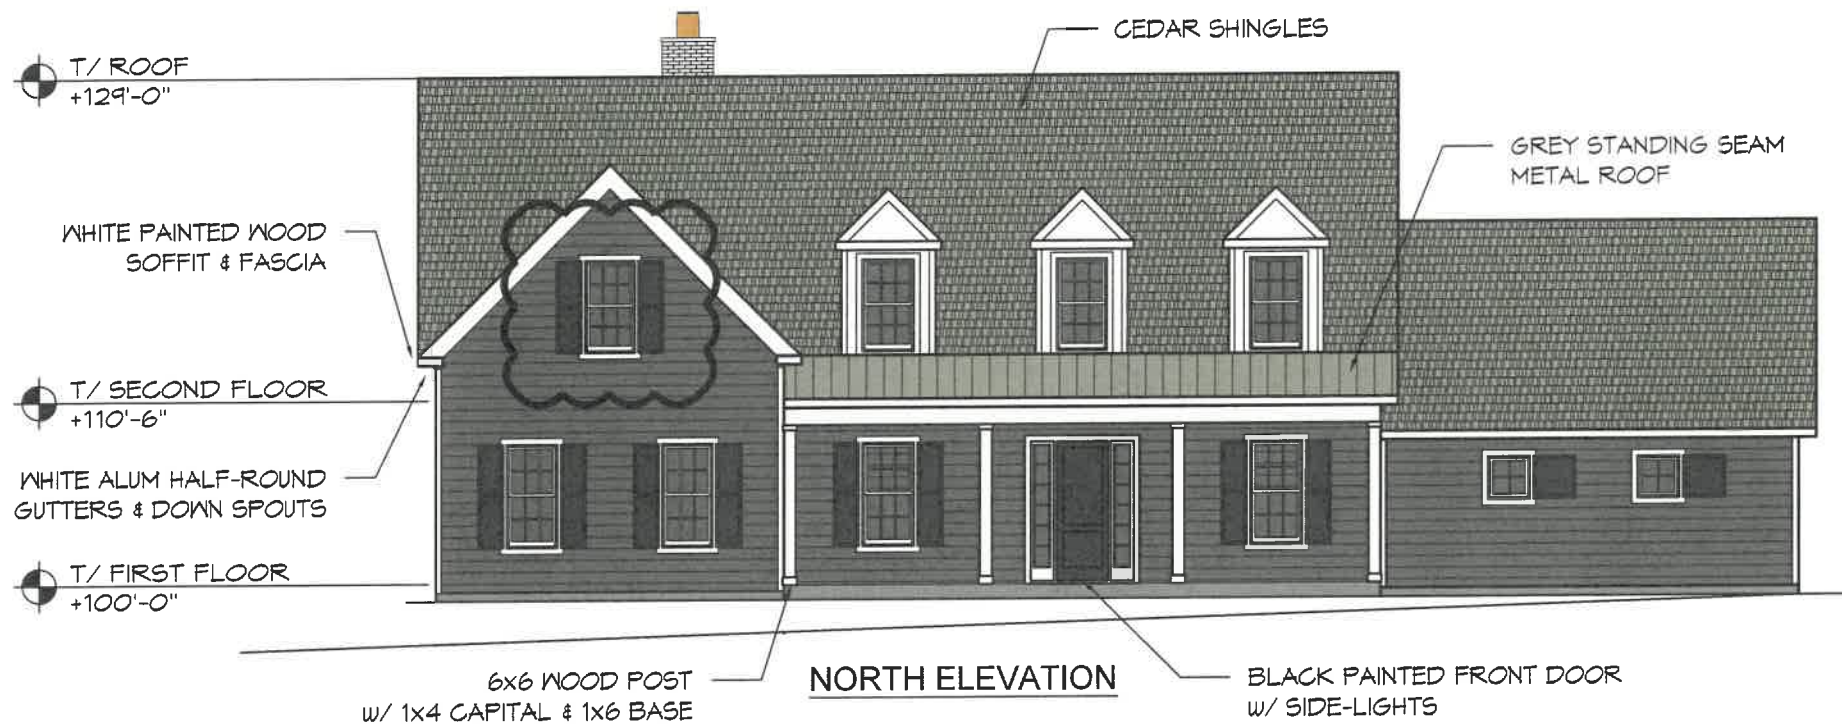 CEDAR SHINGLES
T/ ROOF
+129'-0"
GREY STANDING SEAM
METAL ROOF
WHITE PAINTED WOOD
SOFFIT & FASCIA
T/ SECOND FLOOR
+110'-6"
WHITE ALUM HALF-ROUND
GUTTERS & DOWN SPOUTS
T/ FIRST FLOOR
+100'-0"
6x6 WOOD POST
W/ 1x4 CAPITAL & 1x6 BASE
NORTH ELEVATION
BLACK PAINTED FRONT DOOR
W/ SIDE-LIGHTS